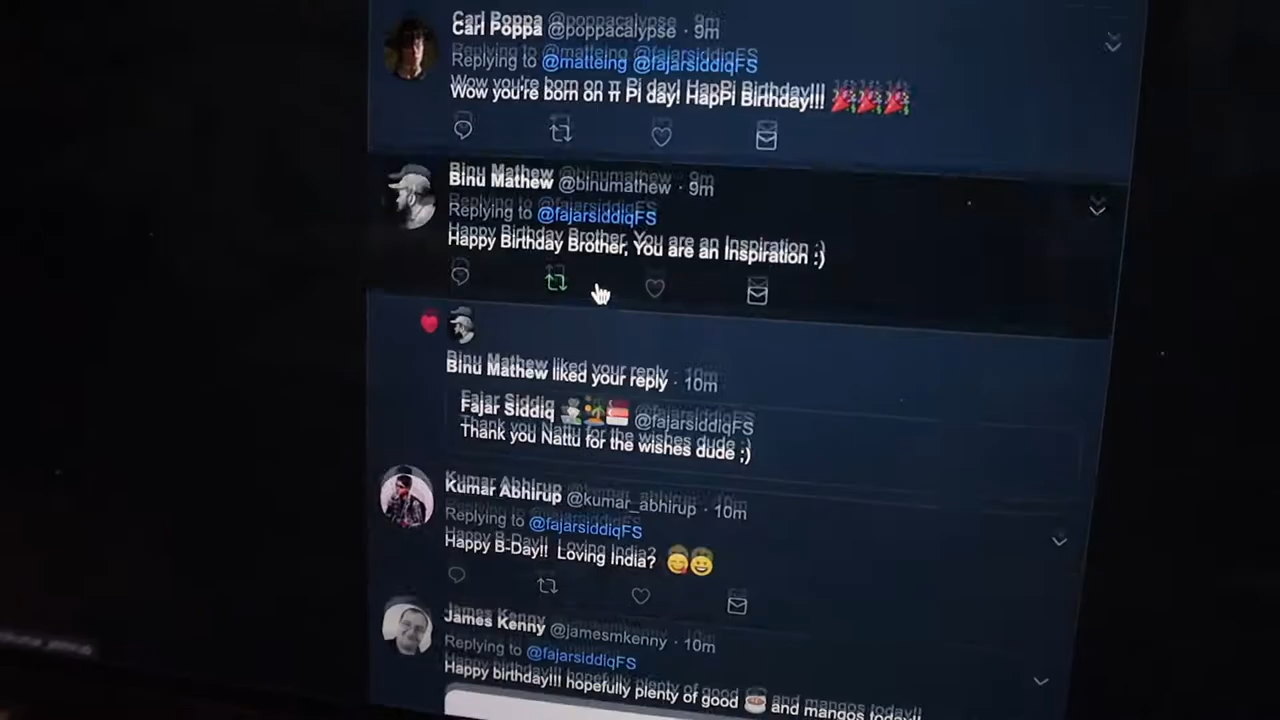 Carl Poppa @poppacalypse · 9m
Replying to @matteing @fajarsiddiqFS
Wow you're born on π Pi day! HapPi Birthday!!! 🎉🎉🎉
Binu Mathew @binumathew · 9m
Replying to @fajarsiddiqFS
Happy Birthday Brother, You are an Inspiration :)
Binu Mathew liked your reply · 10m
Fajar Siddiq @fajarsiddiqFS
Thank you Nattu for the wishes dude ;)
Kumar Abhirup @kumar_abhirup · 10m
Replying to @fajarsiddiqFS
Happy B-Day!! Loving India? 😋😀
James Kenny @jamesmkenny · 10m
Replying to @fajarsiddiqFS
Happy birthday!!! hopefully plenty of good ☕ and mangos today!!